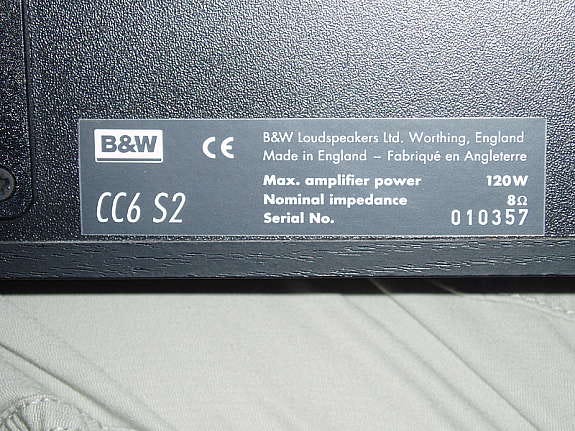 B&W
CE
B&W Loudspeakers Ltd. Worthing, England
Made in England – Fabriqué en Angleterre
CC6 S2
Max. amplifier power 120W
Nominal impedance 8Ω
Serial No. 010357